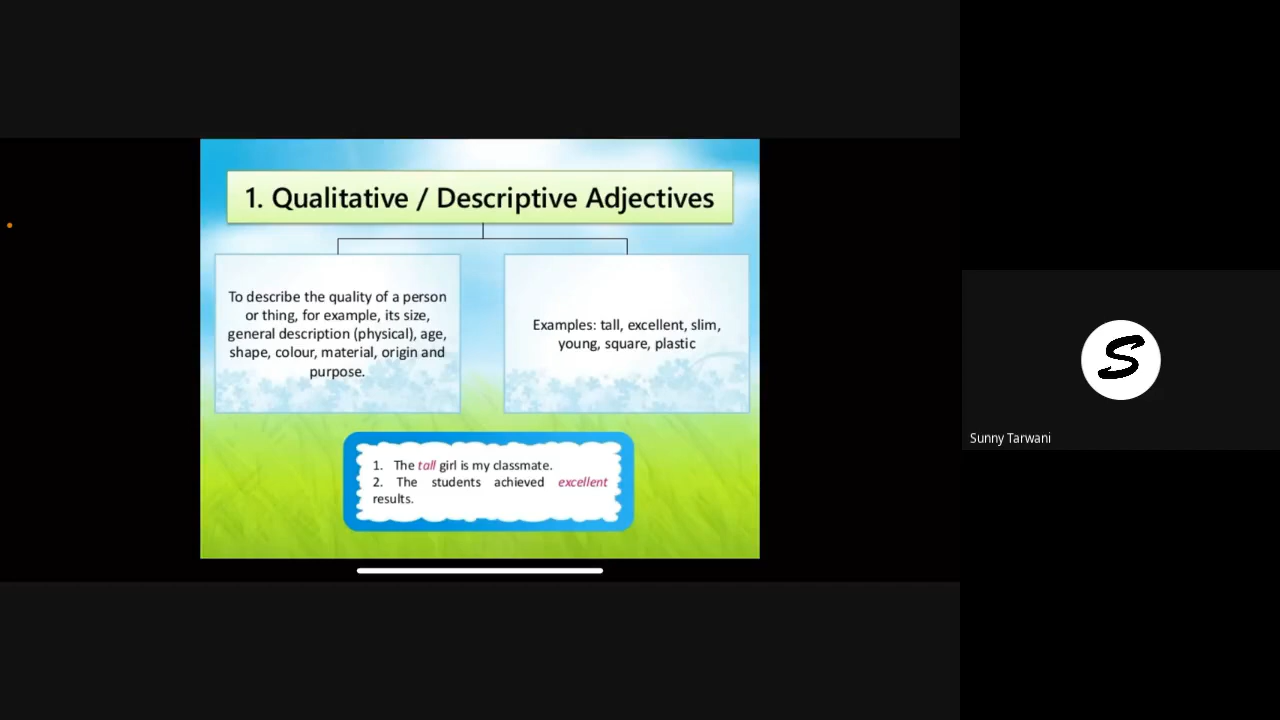 1. Qualitative / Descriptive Adjectives
To describe the quality of a person
or thing, for example, its size,
general description (physical), age,
shape, colour, material, origin and
purpose.
Examples: tall, excellent, slim,
young, square, plastic
1. The tall girl is my classmate.
2. The students achieved excellent
results.
S
Sunny Tarwani